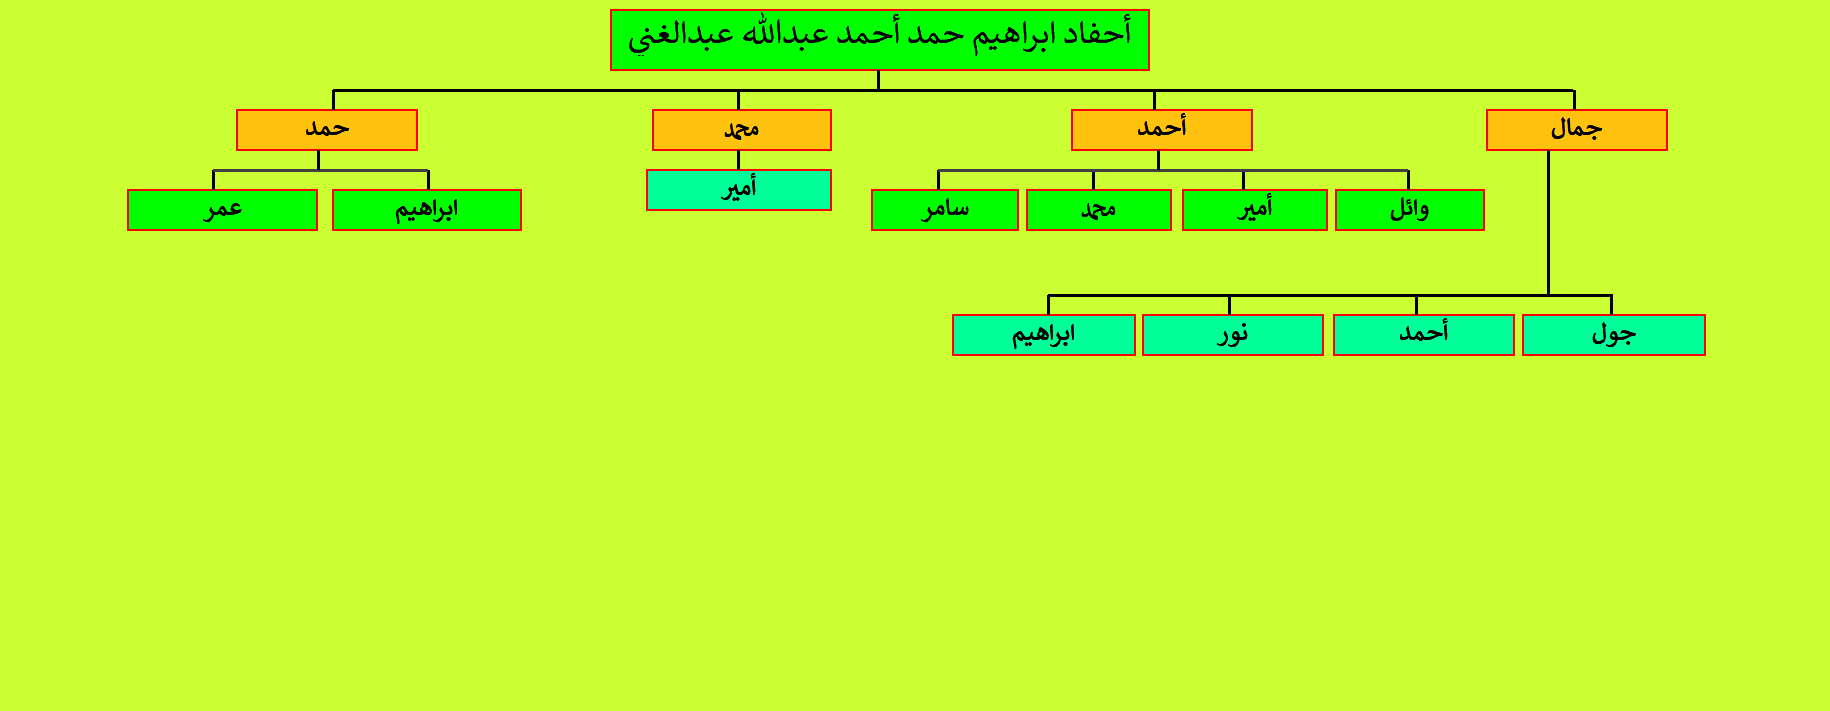 أحفاد ابراهيم حمد أحمد عبدالله عبدالغني
جمال
أحمد
محمد
حمد
أمير
وائل
أمير
محمد
سامر
ابراهيم
عمر
جول
أحمد
نور
ابراهيم